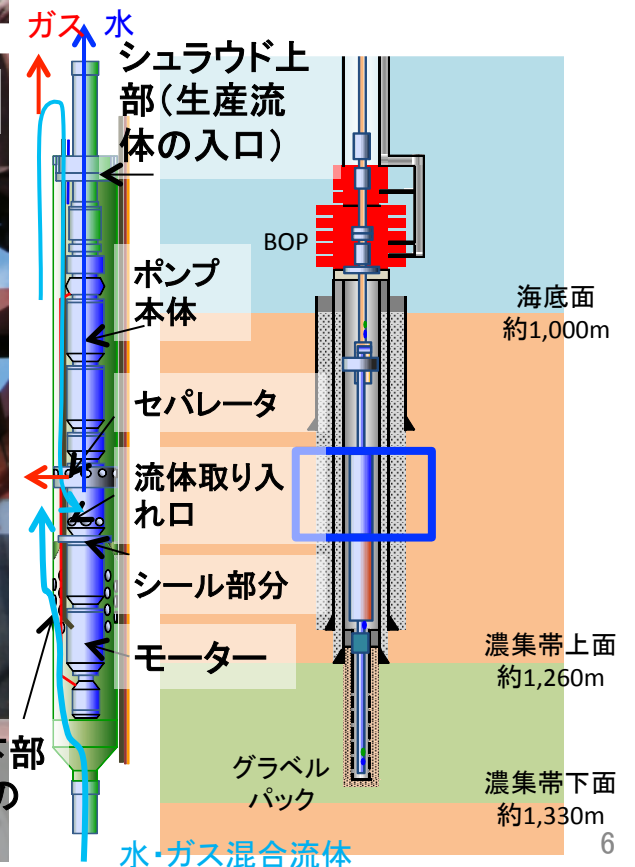 ガス 水
シュラウド上
部(生産流
体の入口)
ポンプ
本体
セパレータ
流体取り入
れ口
シール部分
モーター
下部
の
水・ガス混合流体
BOP
海底面
約1,000m
濃集帯上面
約1,260m
グラベル
パック
濃集帯下面
約1,330m
6